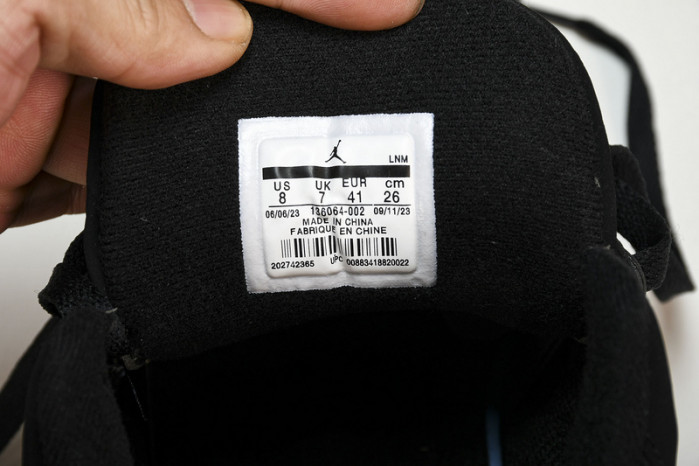 LNM
US UK EUR cm
8 7 41 26
06/06/23 136064-002 09/11/23
MADE IN CHINA
FABRIQUE EN CHINE
202742365 UPC 00883418820022